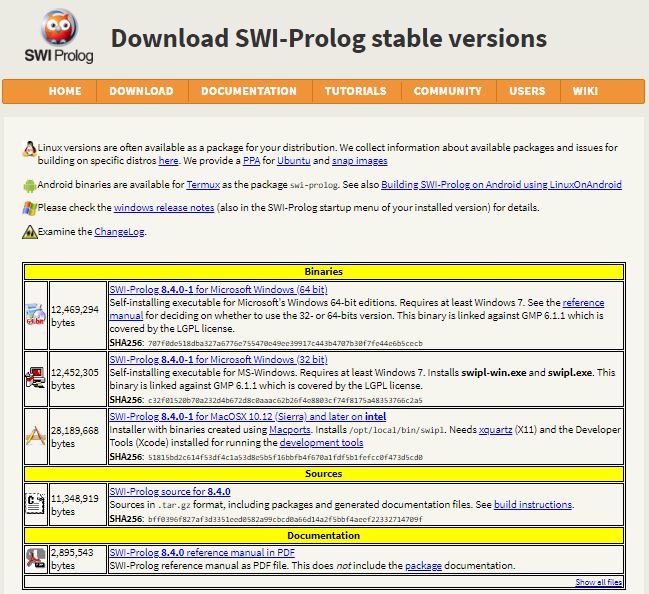 SWI Prolog
Download SWI-Prolog stable versions
HOME DOWNLOAD DOCUMENTATION TUTORIALS COMMUNITY USERS WIKI
Linux versions are often available as a package for your distribution. We collect information about available packages and issues for
building on specific distros here. We provide a PPA for Ubuntu and snap images
Android binaries are available for Termux as the package swi-prolog. See also Building SWI-Prolog on Android using LinuxOnAndroid
Please check the windows release notes (also in the SWI-Prolog startup menu of your installed version) for details.
Examine the ChangeLog.
Binaries
12,469,294
bytes
SWI-Prolog 8.4.0-1 for Microsoft Windows (64 bit)
Self-installing executable for Microsoft's Windows 64-bit editions. Requires at least Windows 7. See the reference
manual for deciding on whether to use the 32- or 64-bits version. This binary is linked against GMP 6.1.1 which is
covered by the LGPL license.
SHA256:
12,452,305
bytes
SWI-Prolog 8.4.0-1 for Microsoft Windows (32 bit)
Self-installing executable for MS-Windows. Requires at least Windows 7. Installs swipl-win.exe and swipl.exe. This
binary is linked against GMP 6.1.1 which is covered by the LGPL license.
SHA256:
28,189,668
bytes
SWI-Prolog 8.4.0-1 for MacOSX 10.12 (Sierra) and later on intel
Installer with binaries created using Macports. Installs /opt/local/bin/swipl. Needs xquartz (X11) and the Developer
Tools (Xcode) installed for running the development tools
SHA256:
Sources
11,348,919
bytes
SWI-Prolog source for 8.4.0
Sources in .tar.gz format, including packages and generated documentation files. See build instructions.
SHA256:
Documentation
2,895,543
bytes
SWI-Prolog 8.4.0 reference manual in PDF
SWI-Prolog reference manual as PDF file. This does not include the package documentation.
Show all files